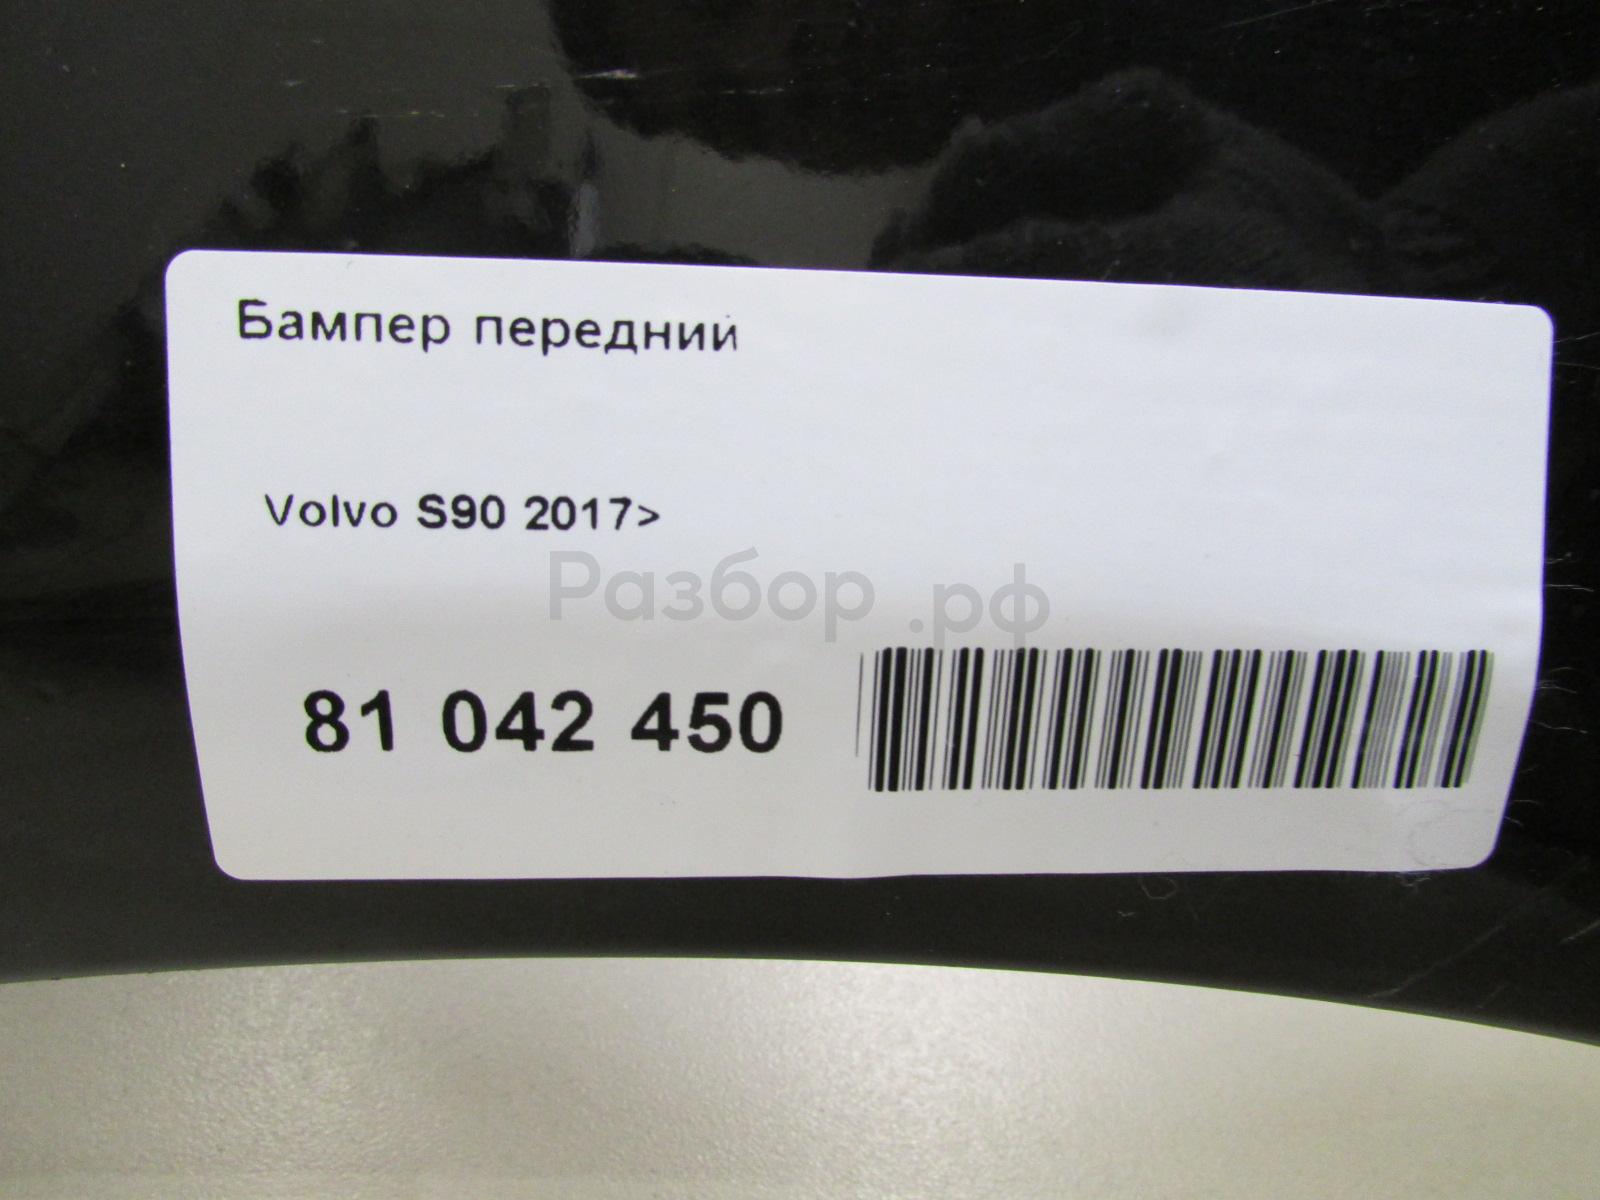 Бампер передний
Volvo S90 2017>
Разбор.рф
81 042 450